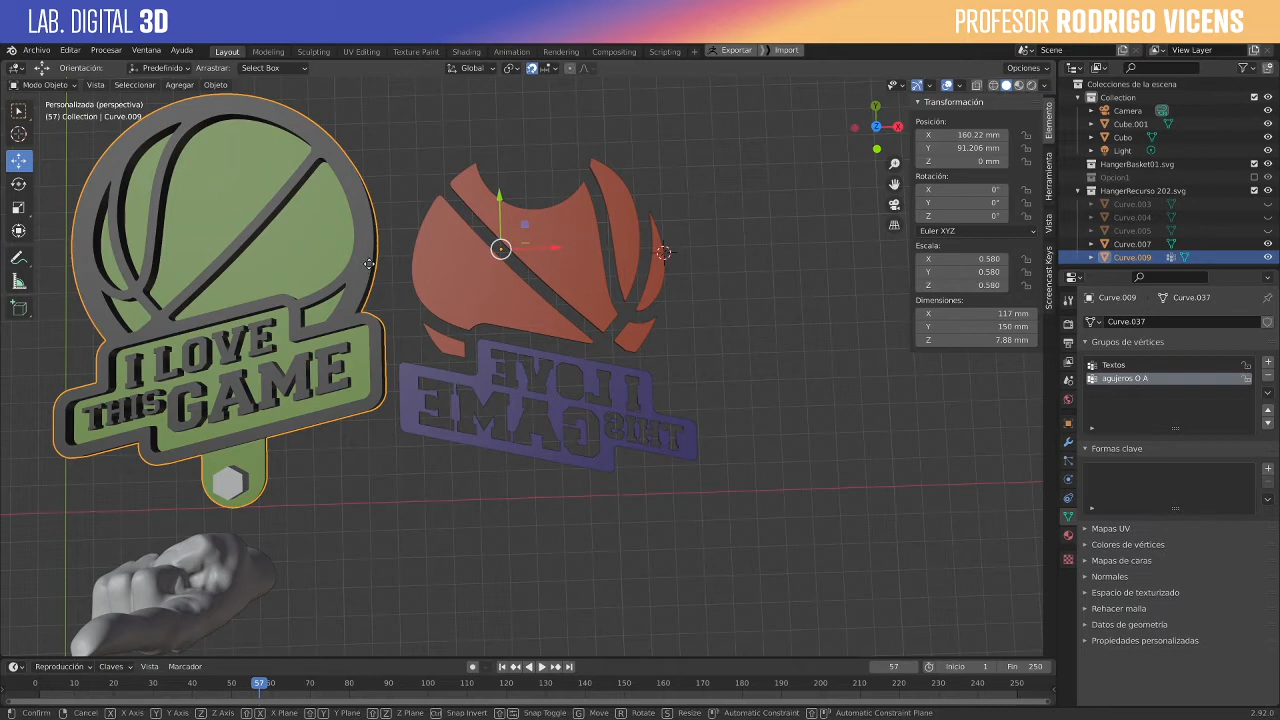 LAB. DIGITAL 3D
PROFESOR RODRIGO VICENS
Archivo Editar Procesar Ventana Ayuda
Layout Modeling Sculpting UV Editing Texture Paint Shading Animation Rendering Compositing Scripting + Exportar Import
Scene
View Layer
Orientación: Predefinido Arrastrar: Select Box
Global
Opciones
Modo Objeto Vista Seleccionar Agregar Objeto
Personalizada (perspectiva)
(57) Collection | Curve.009
I LOVE
THIS GAME
I LOVE
THIS GAME
Y
Z
X
Transformación
Posición:
X 160.22 mm
Y 91.206 mm
Z 0 mm
Rotación:
X 0°
Y 0°
Z 0°
Euler XYZ
Escala:
X 0.580
Y 0.580
Z 0.580
Dimensiones:
X 117 mm
Y 150 mm
Z 7.88 mm
Elemento
Herramienta
Vista
Screencast Keys
Colecciones de la escena
Collection
Camera
Cube.001
Cubo
Light
HangerBasket01.svg
Opcion1
HangerRecurso 202.svg
Curve.003
Curve.004
Curve.005
Curve.007
Curve.009
Curve.009 Curve.037
Curve.037
Grupos de vértices
Textos
agujeros O A
Formas clave
Mapas UV
Colores de vértices
Mapas de caras
Normales
Espacio de texturizado
Rehacer malla
Datos de geometría
Propiedades personalizadas
Reproducción Claves Vista Marcador
57 Inicio 1 Fin 250
0 10 20 30 40 50 57 70 80 90 100 110 120 130 140 150 160 170 180 190 200 210 220 230 240 250
Confirm Cancel X X Axis Y Y Axis Z Z Axis X X Plane Y Y Plane Z Z Plane Ctrl Snap Invert Snap Toggle G Move R Rotate S Resize Automatic Constraint Automatic Constraint Plane
2.92.0